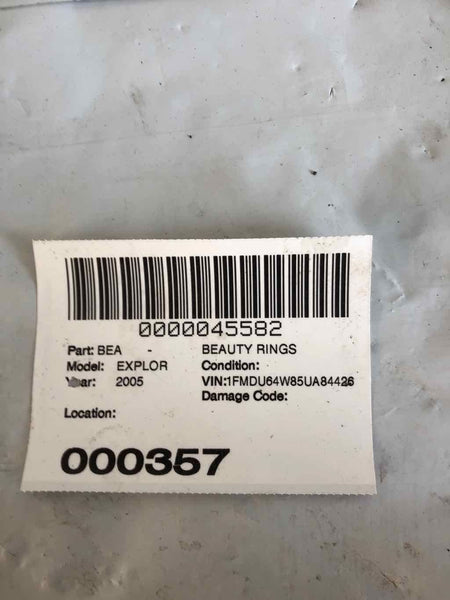 0000045582
Part: BEA - BEAUTY RINGS
Model: EXPLOR Condition:
Year: 2005 VIN:1FMDU64W85UA84426
Damage Code:
Location:
000357